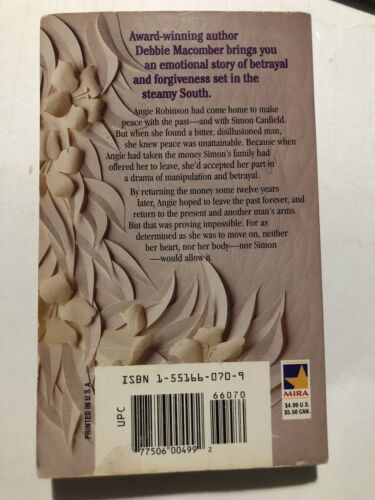 Award-winning author
Debbie Macomber brings you
an emotional story of betrayal
and forgiveness set in the
steamy South.
Angie Robinson had come home to make
peace with the past—and with Simon Canfield.
But when she found a bitter, disillusioned man,
she knew peace was unattainable. Because when
Angie had taken the money Simon's family had
offered her to leave, she'd accepted her part in
a drama of manipulation and betrayal.
By returning the money some twelve years
later, Angie hoped to leave the past forever, and
return to the present and another man's arms.
But that was proving impossible. For as
determined as she was to move on, neither
her heart, nor her body—nor Simon
—would allow it.
PRINTED IN U.S.A.
UPC
ISBN 1-55166-070-9
66070
77506 00499 2
MIRA
$4.99 U.S.
$5.50 CAN.